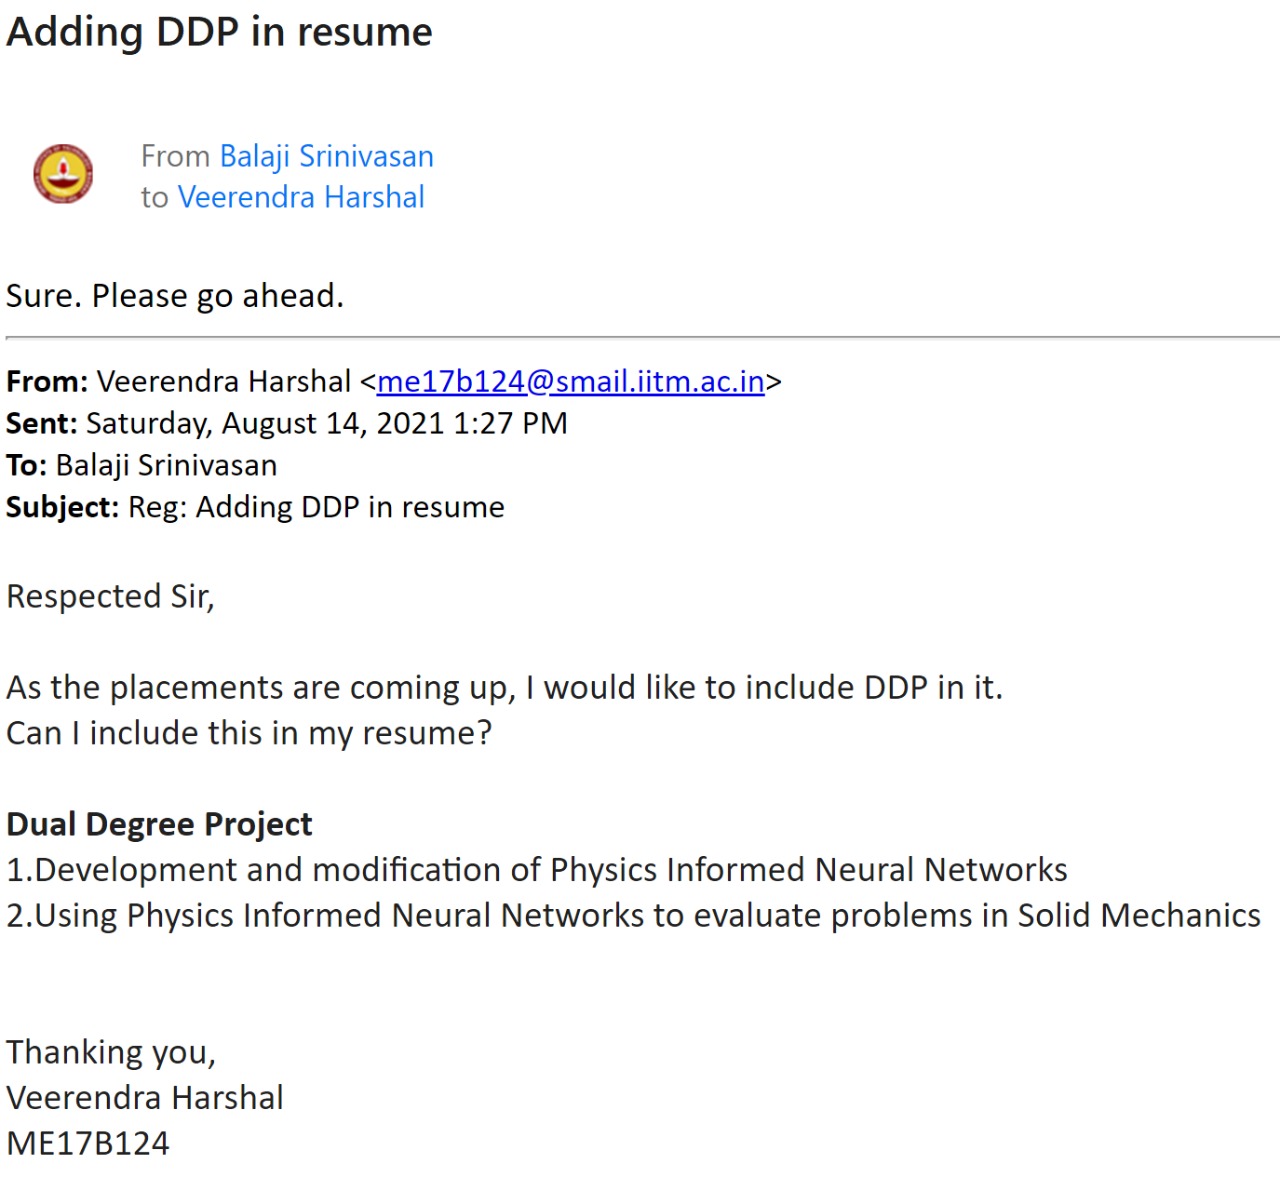 Adding DDP in resume
From Balaji Srinivasan
to Veerendra Harshal
Sure. Please go ahead.
From: Veerendra Harshal <me17b124@smail.iitm.ac.in>
Sent: Saturday, August 14, 2021 1:27 PM
To: Balaji Srinivasan
Subject: Reg: Adding DDP in resume
Respected Sir,
As the placements are coming up, I would like to include DDP in it.
Can I include this in my resume?
Dual Degree Project
1.Development and modification of Physics Informed Neural Networks
2.Using Physics Informed Neural Networks to evaluate problems in Solid Mechanics
Thanking you,
Veerendra Harshal
ME17B124